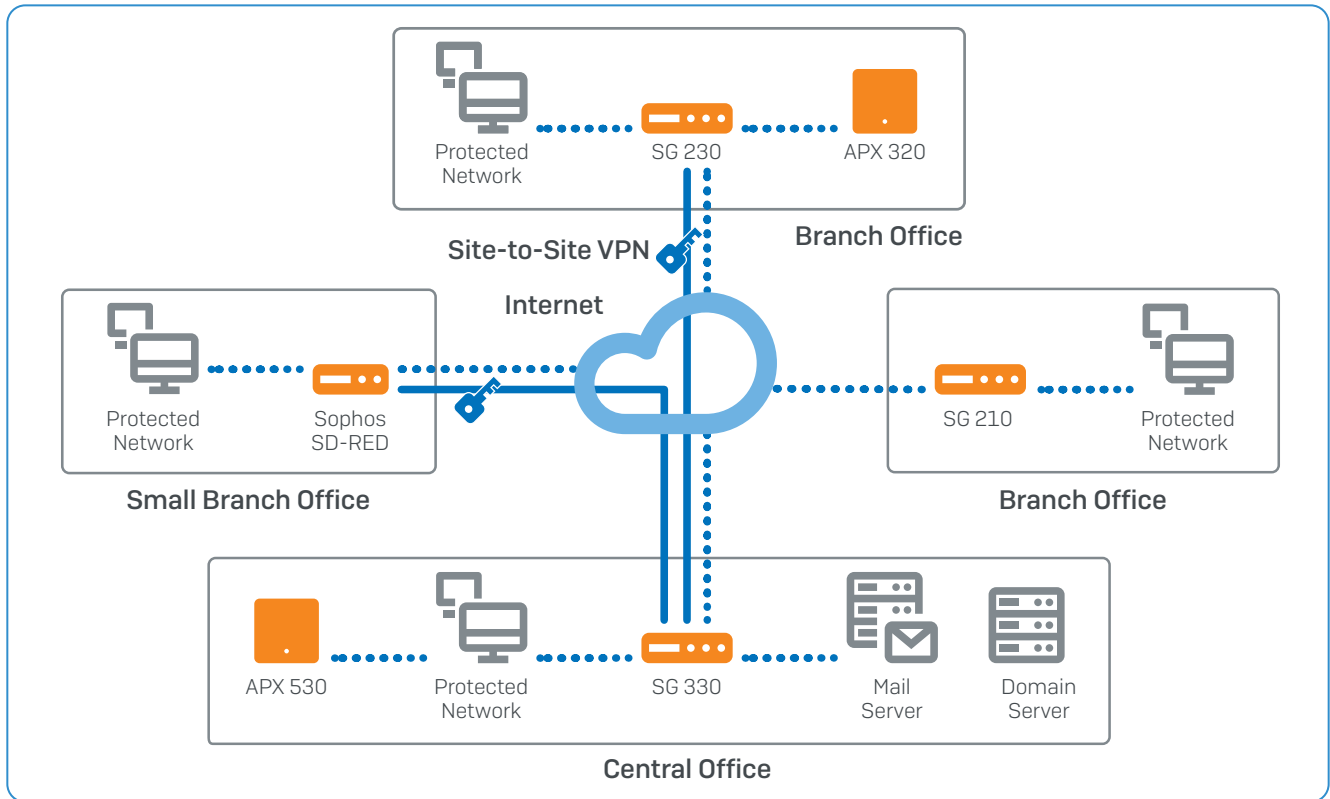 Protected
Network
SG 230
APX 320
Branch Office
Site-to-Site VPN
Internet
Protected
Network
Sophos
SD-RED
Small Branch Office
SG 210
Protected
Network
Branch Office
APX 530
Protected
Network
SG 330
Mail
Server
Domain
Server
Central Office